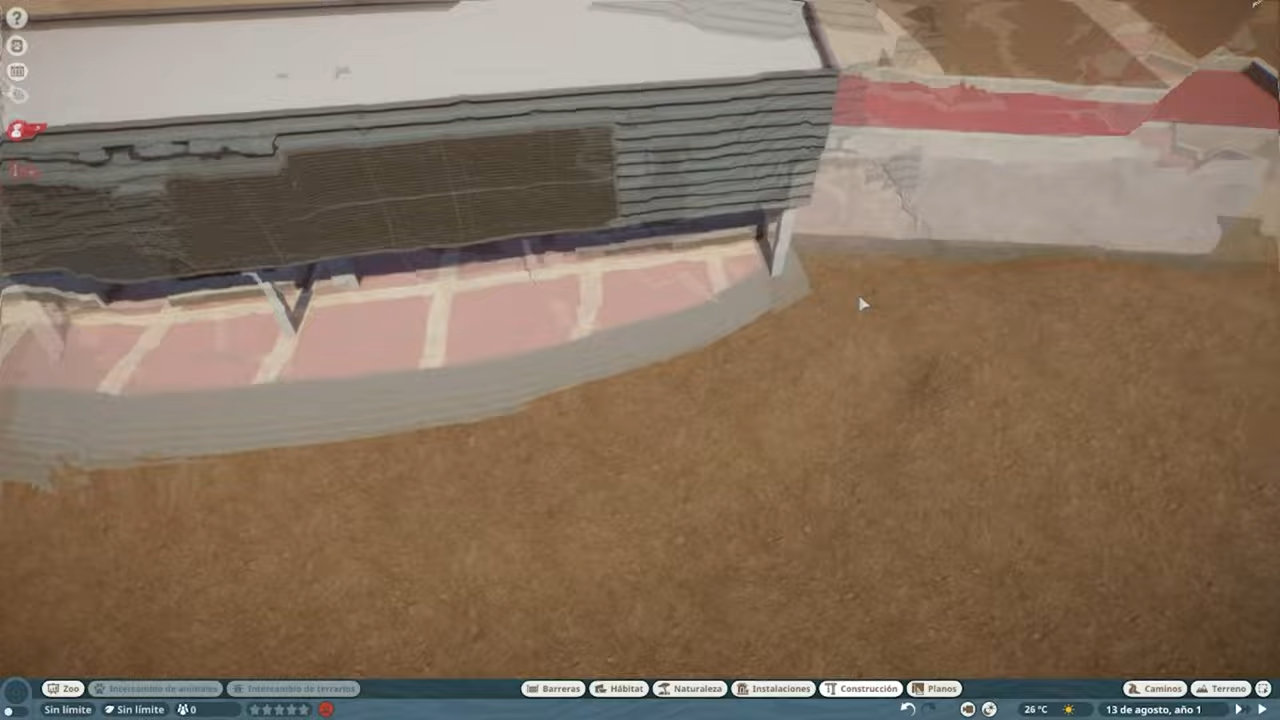 ?
Zoo
Intercambio de animales
Intercambio de terrarios
Barreras
Hábitat
Naturaleza
Instalaciones
Construcción
Planos
Caminos
Terreno
Sin límite
Sin límite
0
26 °C
13 de agosto, año 1